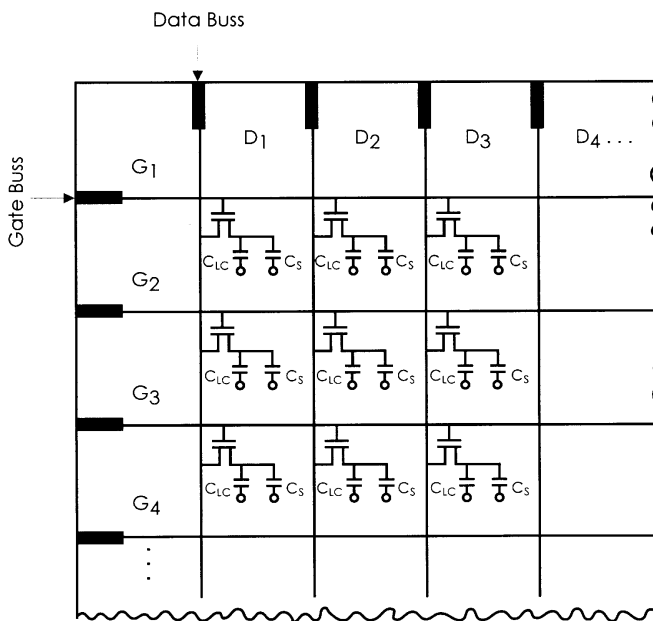 Data Buss
D1 D2 D3 D4 ...
G1
Gate Buss
CLC CS CLC CS CLC CS
G2
CLC CS CLC CS CLC CS
G3
CLC CS CLC CS CLC CS
G4